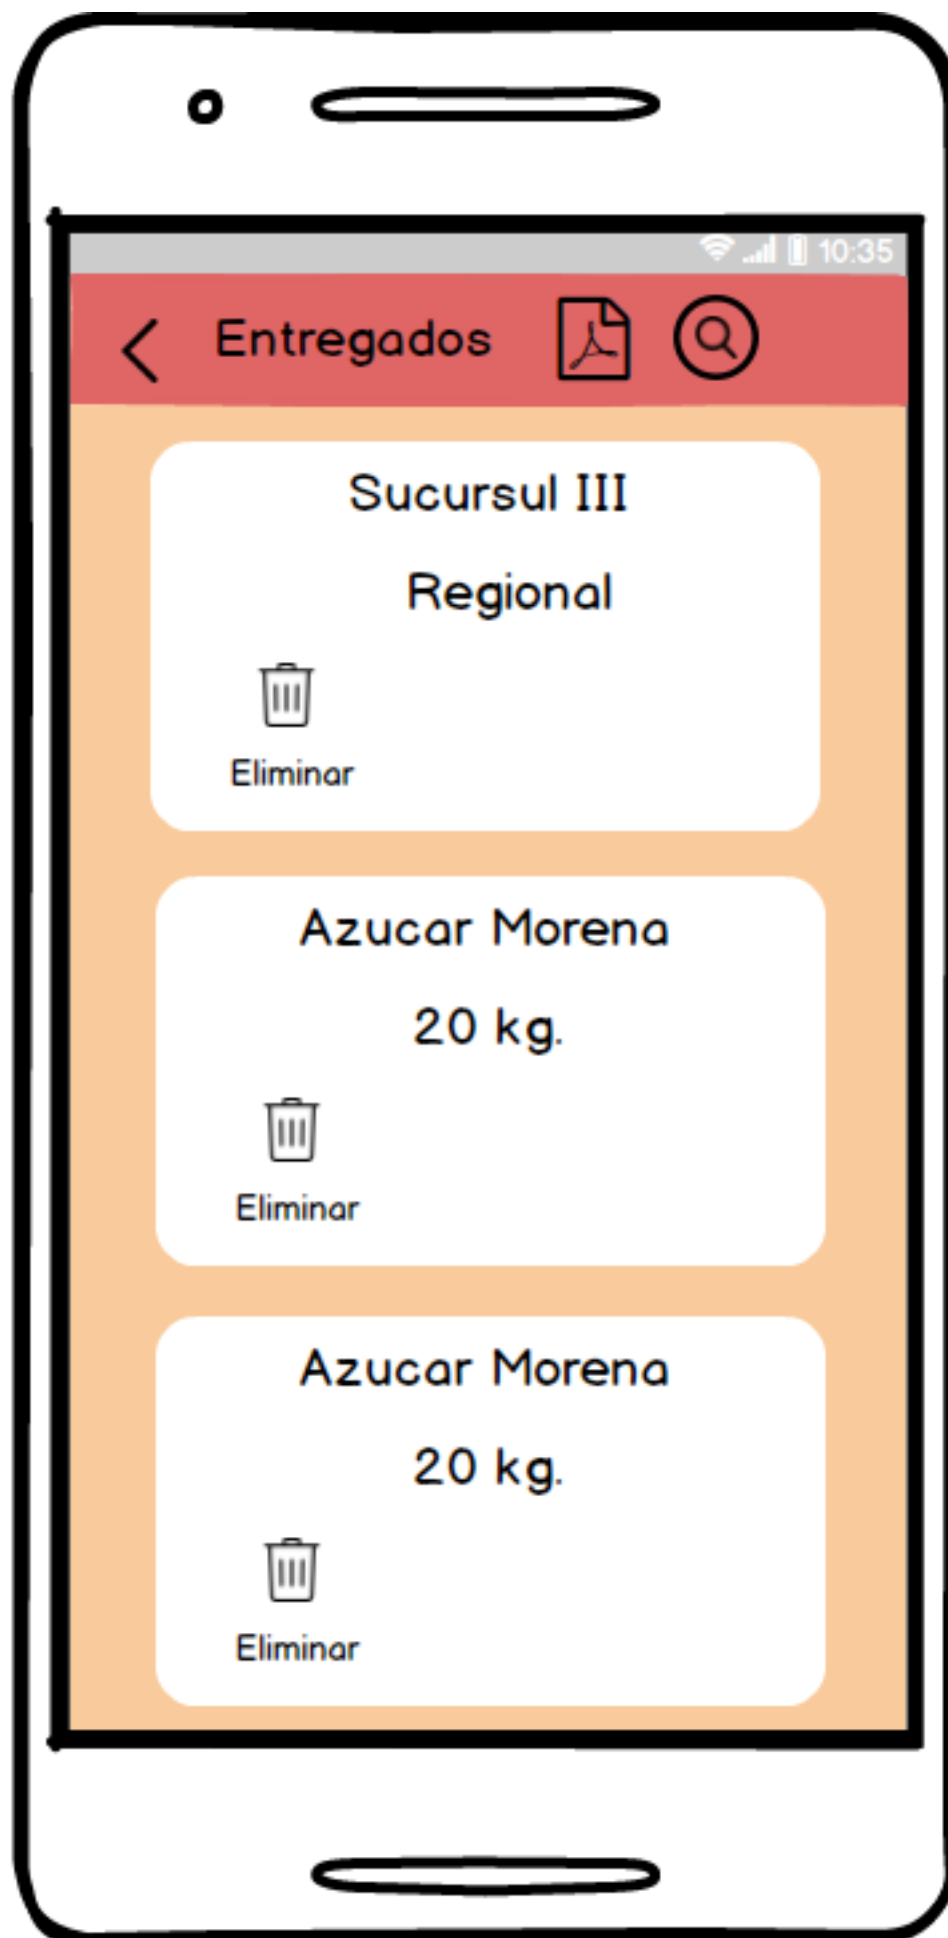 10:35
Entregados
Sucursul III
Regional
Eliminar
Azucar Morena
20 kg.
Eliminar
Azucar Morena
20 kg.
Eliminar